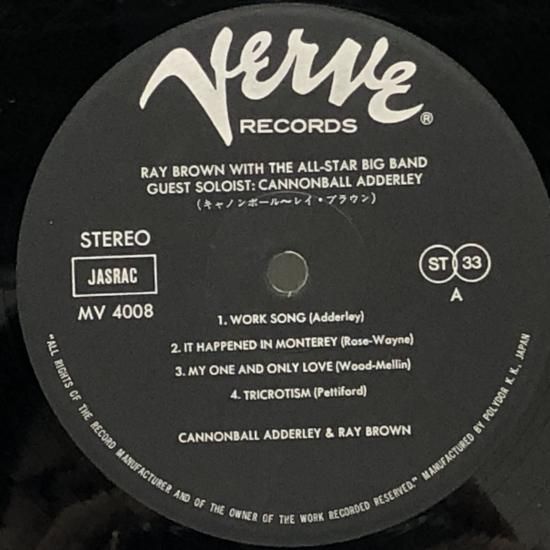 Verve
RECORDS ®
RAY BROWN WITH THE ALL-STAR BIG BAND
GUEST SOLOIST: CANNONBALL ADDERLEY
(キャノンボール〜レイ・ブラウン)
STEREO
JASRAC
MV 4008
ST 33
A
1. WORK SONG (Adderley)
2. IT HAPPENED IN MONTEREY (Rose-Wayne)
3. MY ONE AND ONLY LOVE (Wood-Mellin)
4. TRICROTISM (Pettiford)
CANNONBALL ADDERLEY & RAY BROWN
"ALL RIGHTS OF THE RECORD MANUFACTURER AND OF THE OWNER OF THE WORK RECORDED RESERVED." MANUFACTURED BY POLYDOR K. K., JAPAN